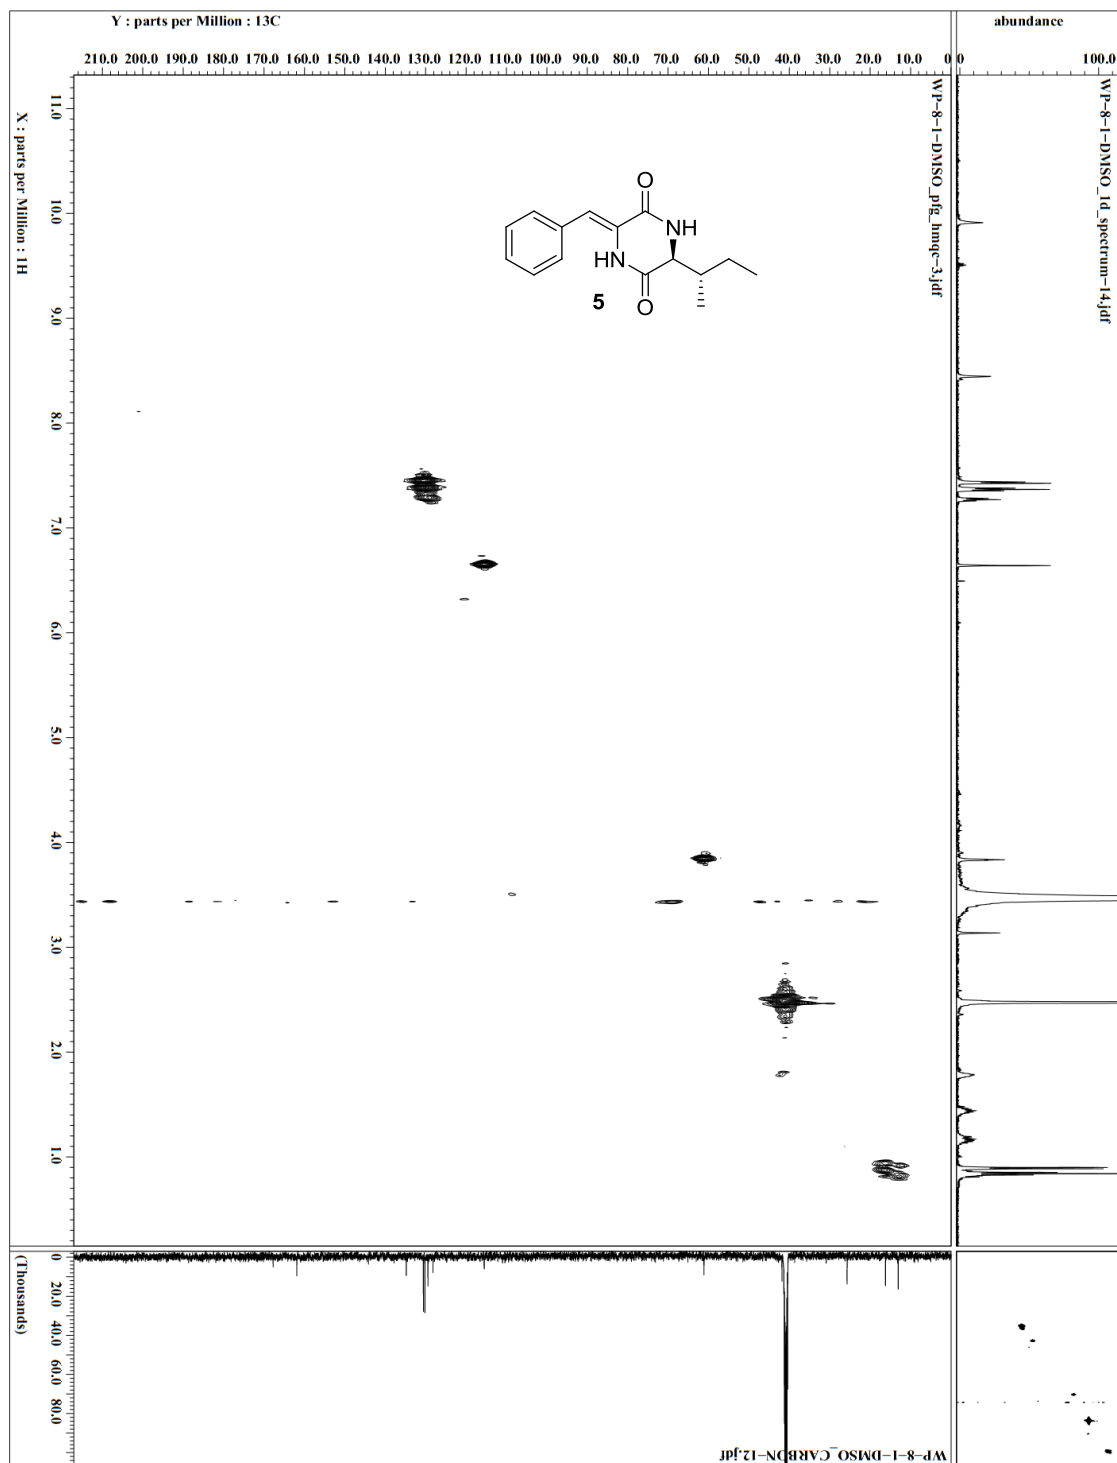 Y : parts per Million : 13C
210.0 200.0 190.0 180.0 170.0 160.0 150.0 140.0 130.0 120.0 110.0 100.0 90.0 80.0 70.0 60.0 50.0 40.0 30.0 20.0 10.0 0
abundance
0 100.0
WP-8-1-DMSO_1d_spectrum-14.jdf
WP-8-1-DMSO_pfg_hmqc-3.jdf
X : parts per Million : 1H
11.0 10.0 9.0 8.0 7.0 6.0 5.0 4.0 3.0 2.0 1.0
O
NH
HN
O
5
(Thousands)
0 20.0 40.0 60.0 80.0
WP-8-1-DMSO_CARBON-12.jdf